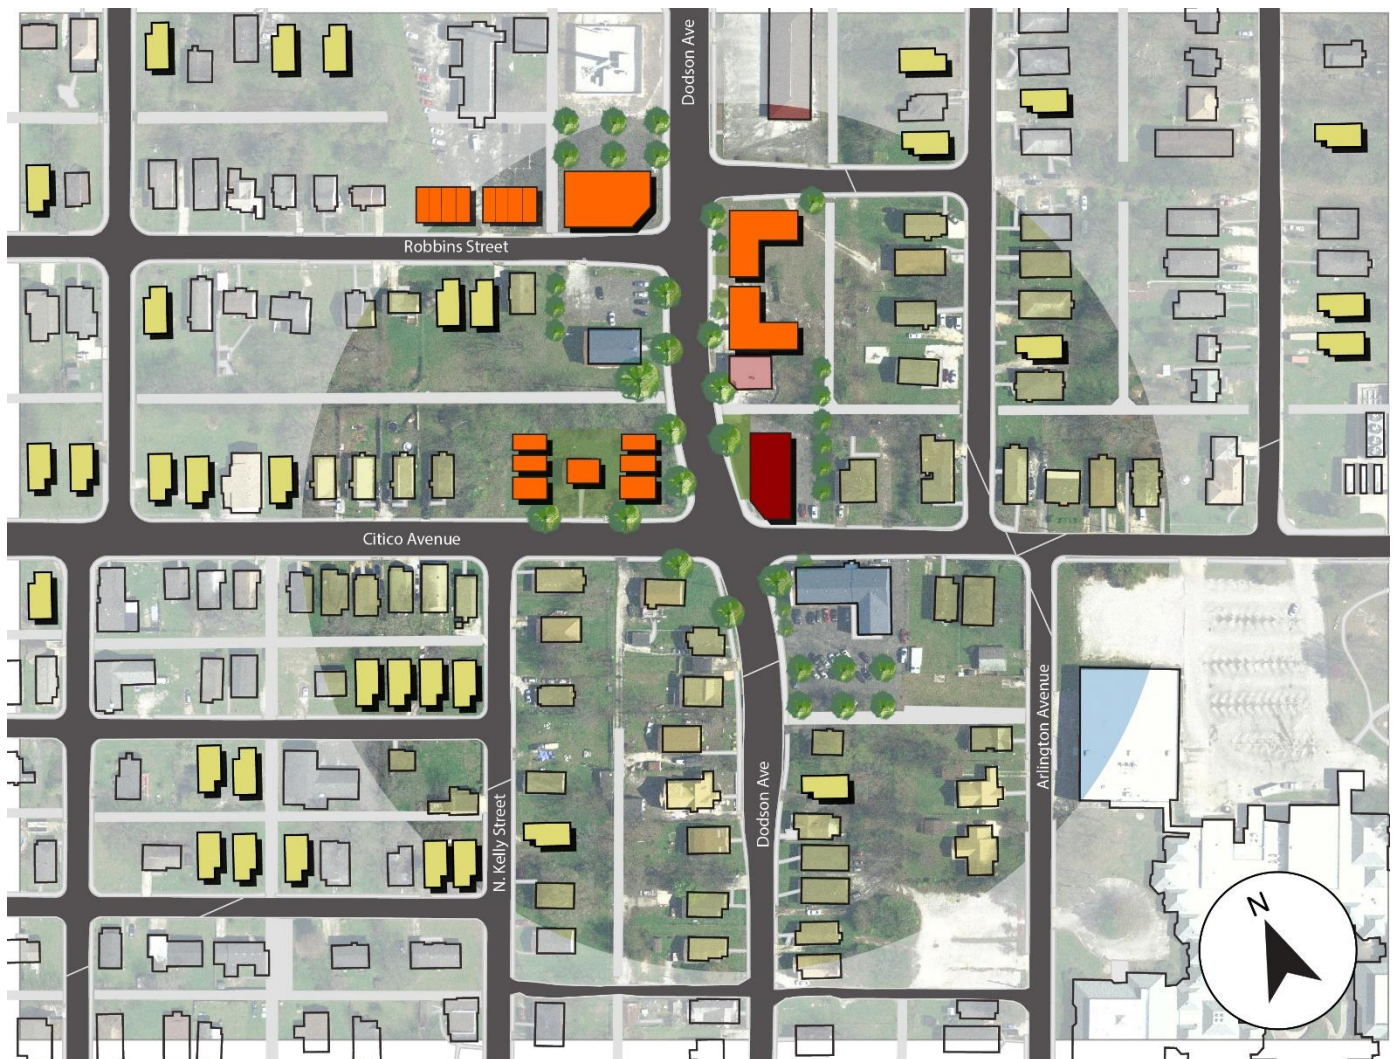 Dodson Ave
Robbins Street
Citico Avenue
N. Kelly Street
Dodson Ave
Arlington Avenue
N